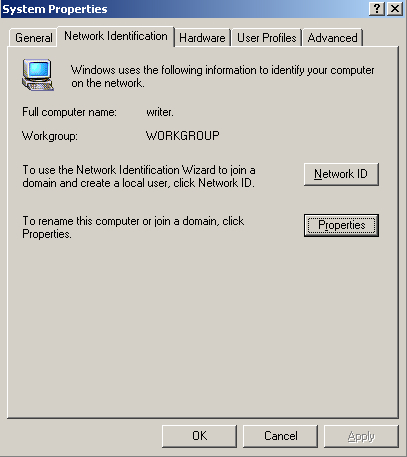 System Properties
General Network Identification Hardware User Profiles Advanced
Windows uses the following information to identify your computer
on the network.
Full computer name: writer.
Workgroup: WORKGROUP
To use the Network Identification Wizard to join a
domain and create a local user, click Network ID.
Network ID
To rename this computer or join a domain, click
Properties.
Properties
OK Cancel Apply